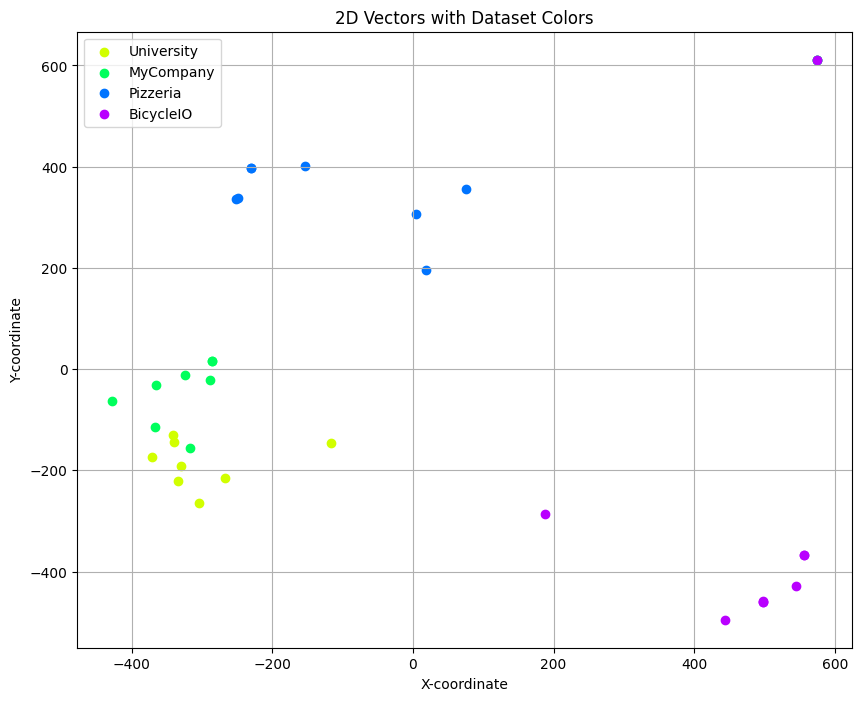 2D Vectors with Dataset Colors
University
MyCompany
Pizzeria
BicycleIO
600
400
200
0
−200
−400
Y-coordinate
−400
−200
0
200
400
600
X-coordinate